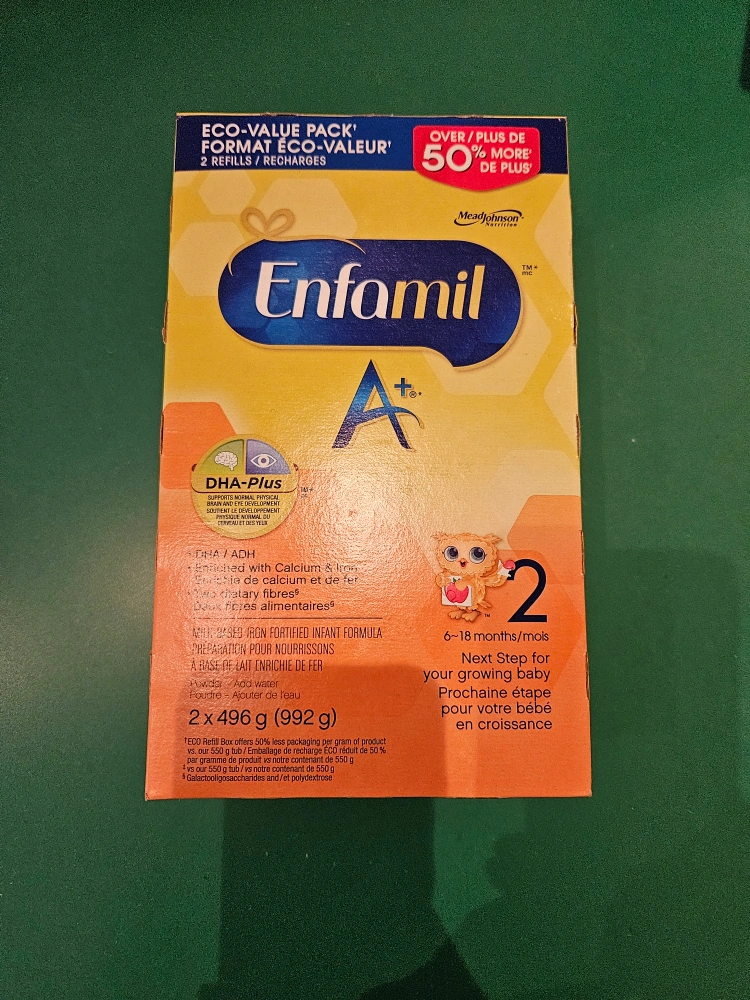 ECO-VALUE PACK†
FORMAT ÉCO-VALEUR†
2 REFILLS / RECHARGES
OVER / PLUS DE
50% MORE‡
DE PLUS‡
MeadJohnson
Nutrition
Enfamil
TM*
mc
A+®*
DHA-Plus
SUPPORTS NORMAL PHYSICAL
BRAIN AND EYE DEVELOPMENT
SOUTIENT LE DÉVELOPPEMENT
PHYSIQUE NORMAL DU
CERVEAU ET DES YEUX
• DHA / ADH
• Enriched with Calcium & Iron
Enrichie de calcium et de fer
• Two dietary fibres§
Deux fibres alimentaires§
MILK-BASED IRON FORTIFIED INFANT FORMULA
PRÉPARATION POUR NOURRISSONS
À BASE DE LAIT ENRICHIE DE FER
Powder – Add water
Poudre – Ajouter de l'eau
2 x 496 g (992 g)
† ECO Refill Box offers 50% less packaging per gram of product
vs. our 550 g tub / Emballage de recharge ÉCO réduit de 50 %
par gramme de produit vs notre contenant de 550 g
‡ vs our 550 g tub / vs notre contenant de 550 g
§ Galactooligosaccharides and/et polydextrose
TM
2
6~18 months/mois
Next Step for
your growing baby
Prochaine étape
pour votre bébé
en croissance